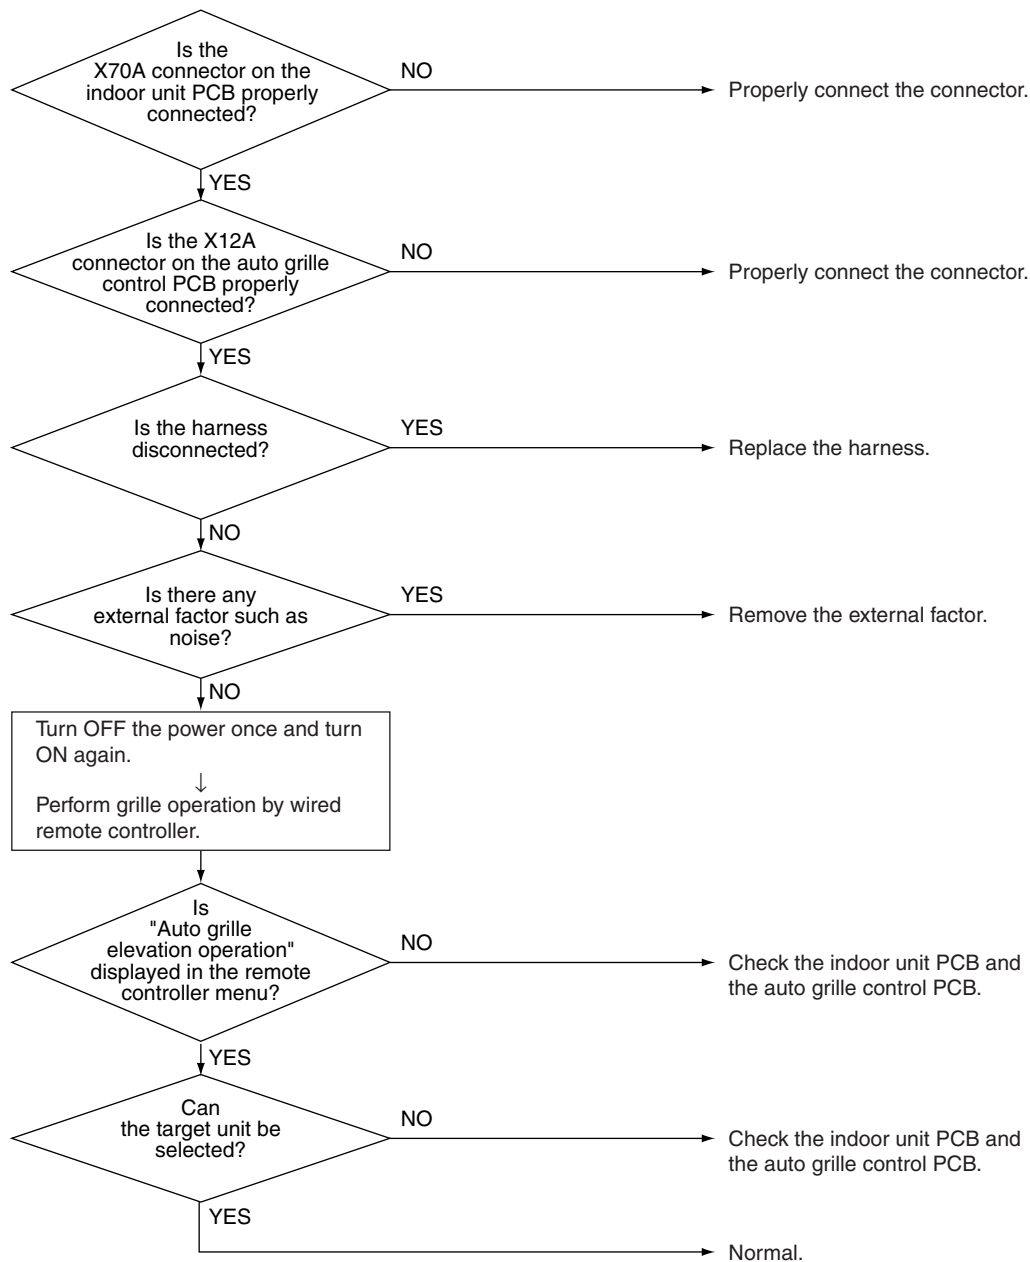 Is the
X70A connector on the
indoor unit PCB properly
connected?
NO
Properly connect the connector.
YES
Is the X12A
connector on the auto grille
control PCB properly
connected?
NO
Properly connect the connector.
YES
Is the harness
disconnected?
YES
Replace the harness.
NO
Is there any
external factor such as
noise?
YES
Remove the external factor.
NO
Turn OFF the power once and turn
ON again.
↓
Perform grille operation by wired
remote controller.
Is
"Auto grille
elevation operation"
displayed in the remote
controller menu?
NO
Check the indoor unit PCB and
the auto grille control PCB.
YES
Can
the target unit be
selected?
NO
Check the indoor unit PCB and
the auto grille control PCB.
YES
Normal.